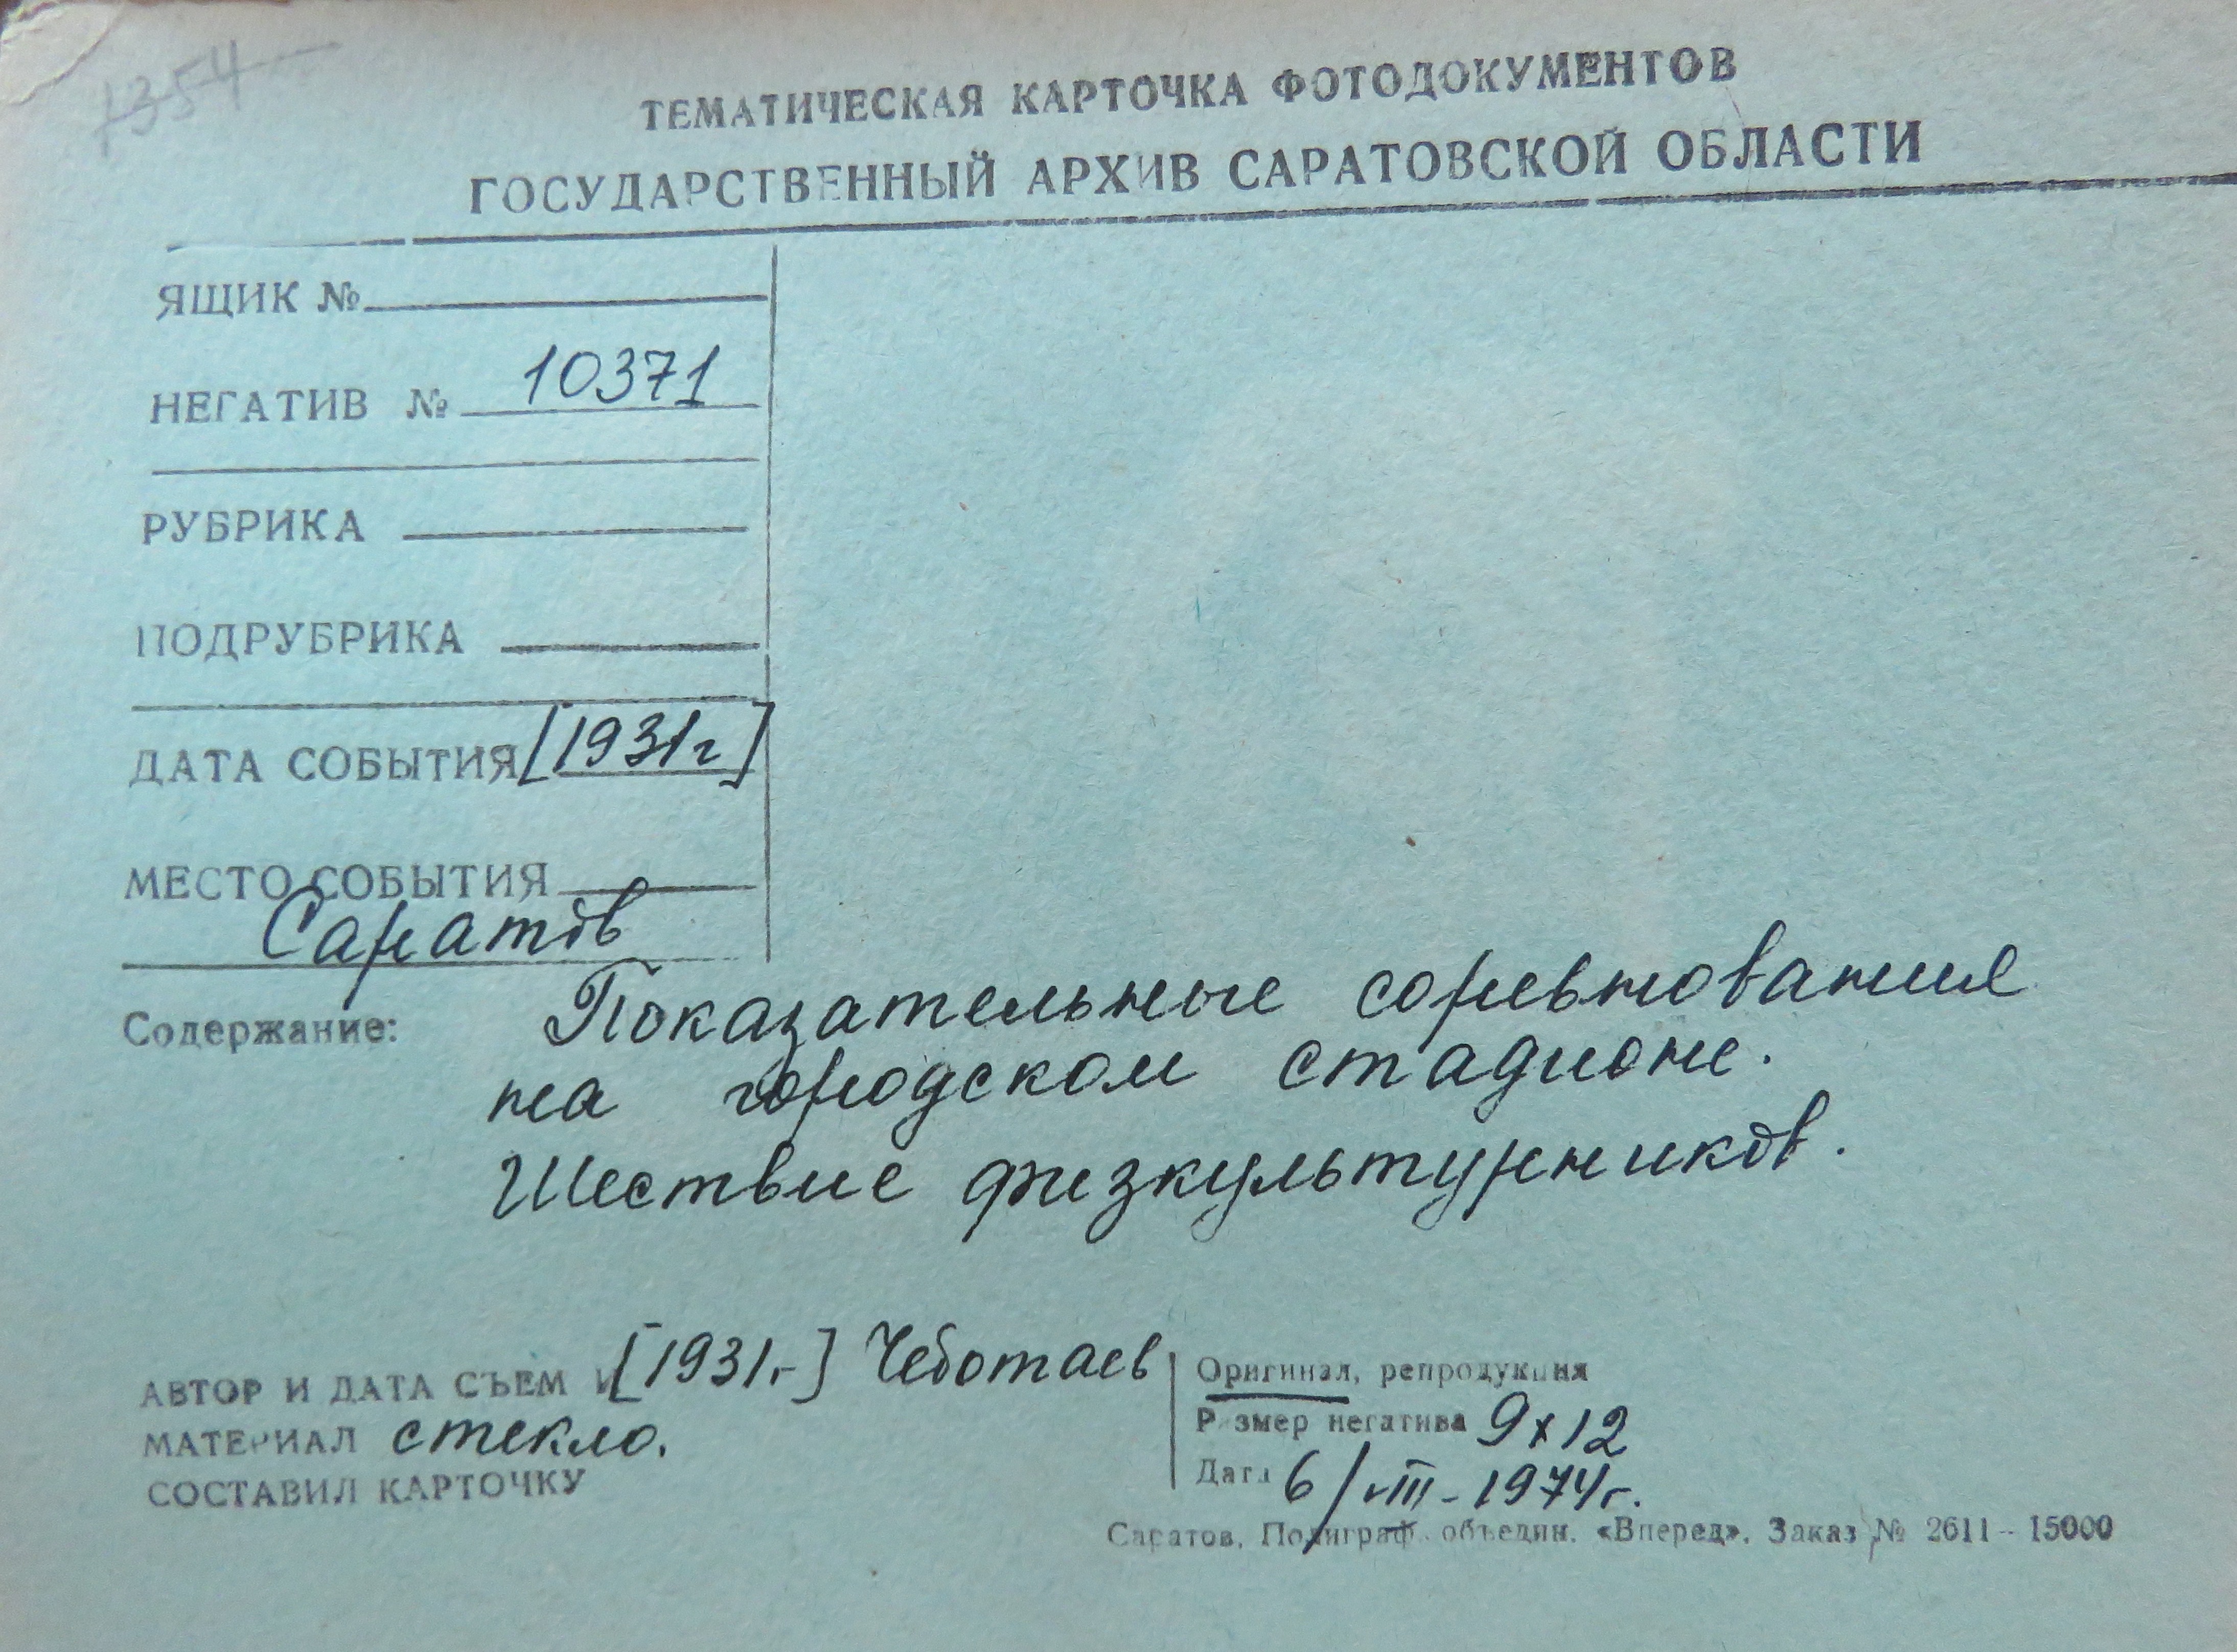 1354
ТЕМАТИЧЕСКАЯ КАРТОЧКА ФОТОДОКУМЕНТОВ
ГОСУДАРСТВЕННЫЙ АРХИВ САРАТОВСКОЙ ОБЛАСТИ
ЯЩИК №
НЕГАТИВ № 10371
РУБРИКА
ПОДРУБРИКА
ДАТА СОБЫТИЯ [1931г]
МЕСТО СОБЫТИЯ
Саратов
Содержание: Показательные соревнования
на городском стадионе.
Шествие физкультурников.
АВТОР И ДАТА СЪЕМКИ [1931г.] Чеботаев
МАТЕРИАЛ стекло.
СОСТАВИЛ КАРТОЧКУ
Оригинал, репродукция
Размер негатива 9х12
Дата 6/VIII-1974г.
Саратов. Полиграф. объедин. «Вперед». Заказ № 2611—15000